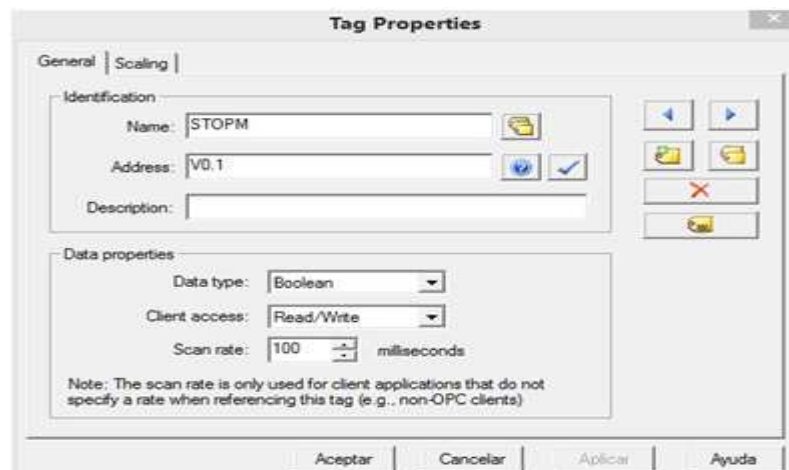 Tag Properties
General Scaling
Identification
Name: STOPM
Address: V0.1
Description:
Data properties
Data type: Boolean
Client access: Read/Write
Scan rate: 100 milliseconds
Note: The scan rate is only used for client applications that do not
specify a rate when referencing this tag (e.g., non-OPC clients)
Aceptar Cancelar Aplicar Ayuda